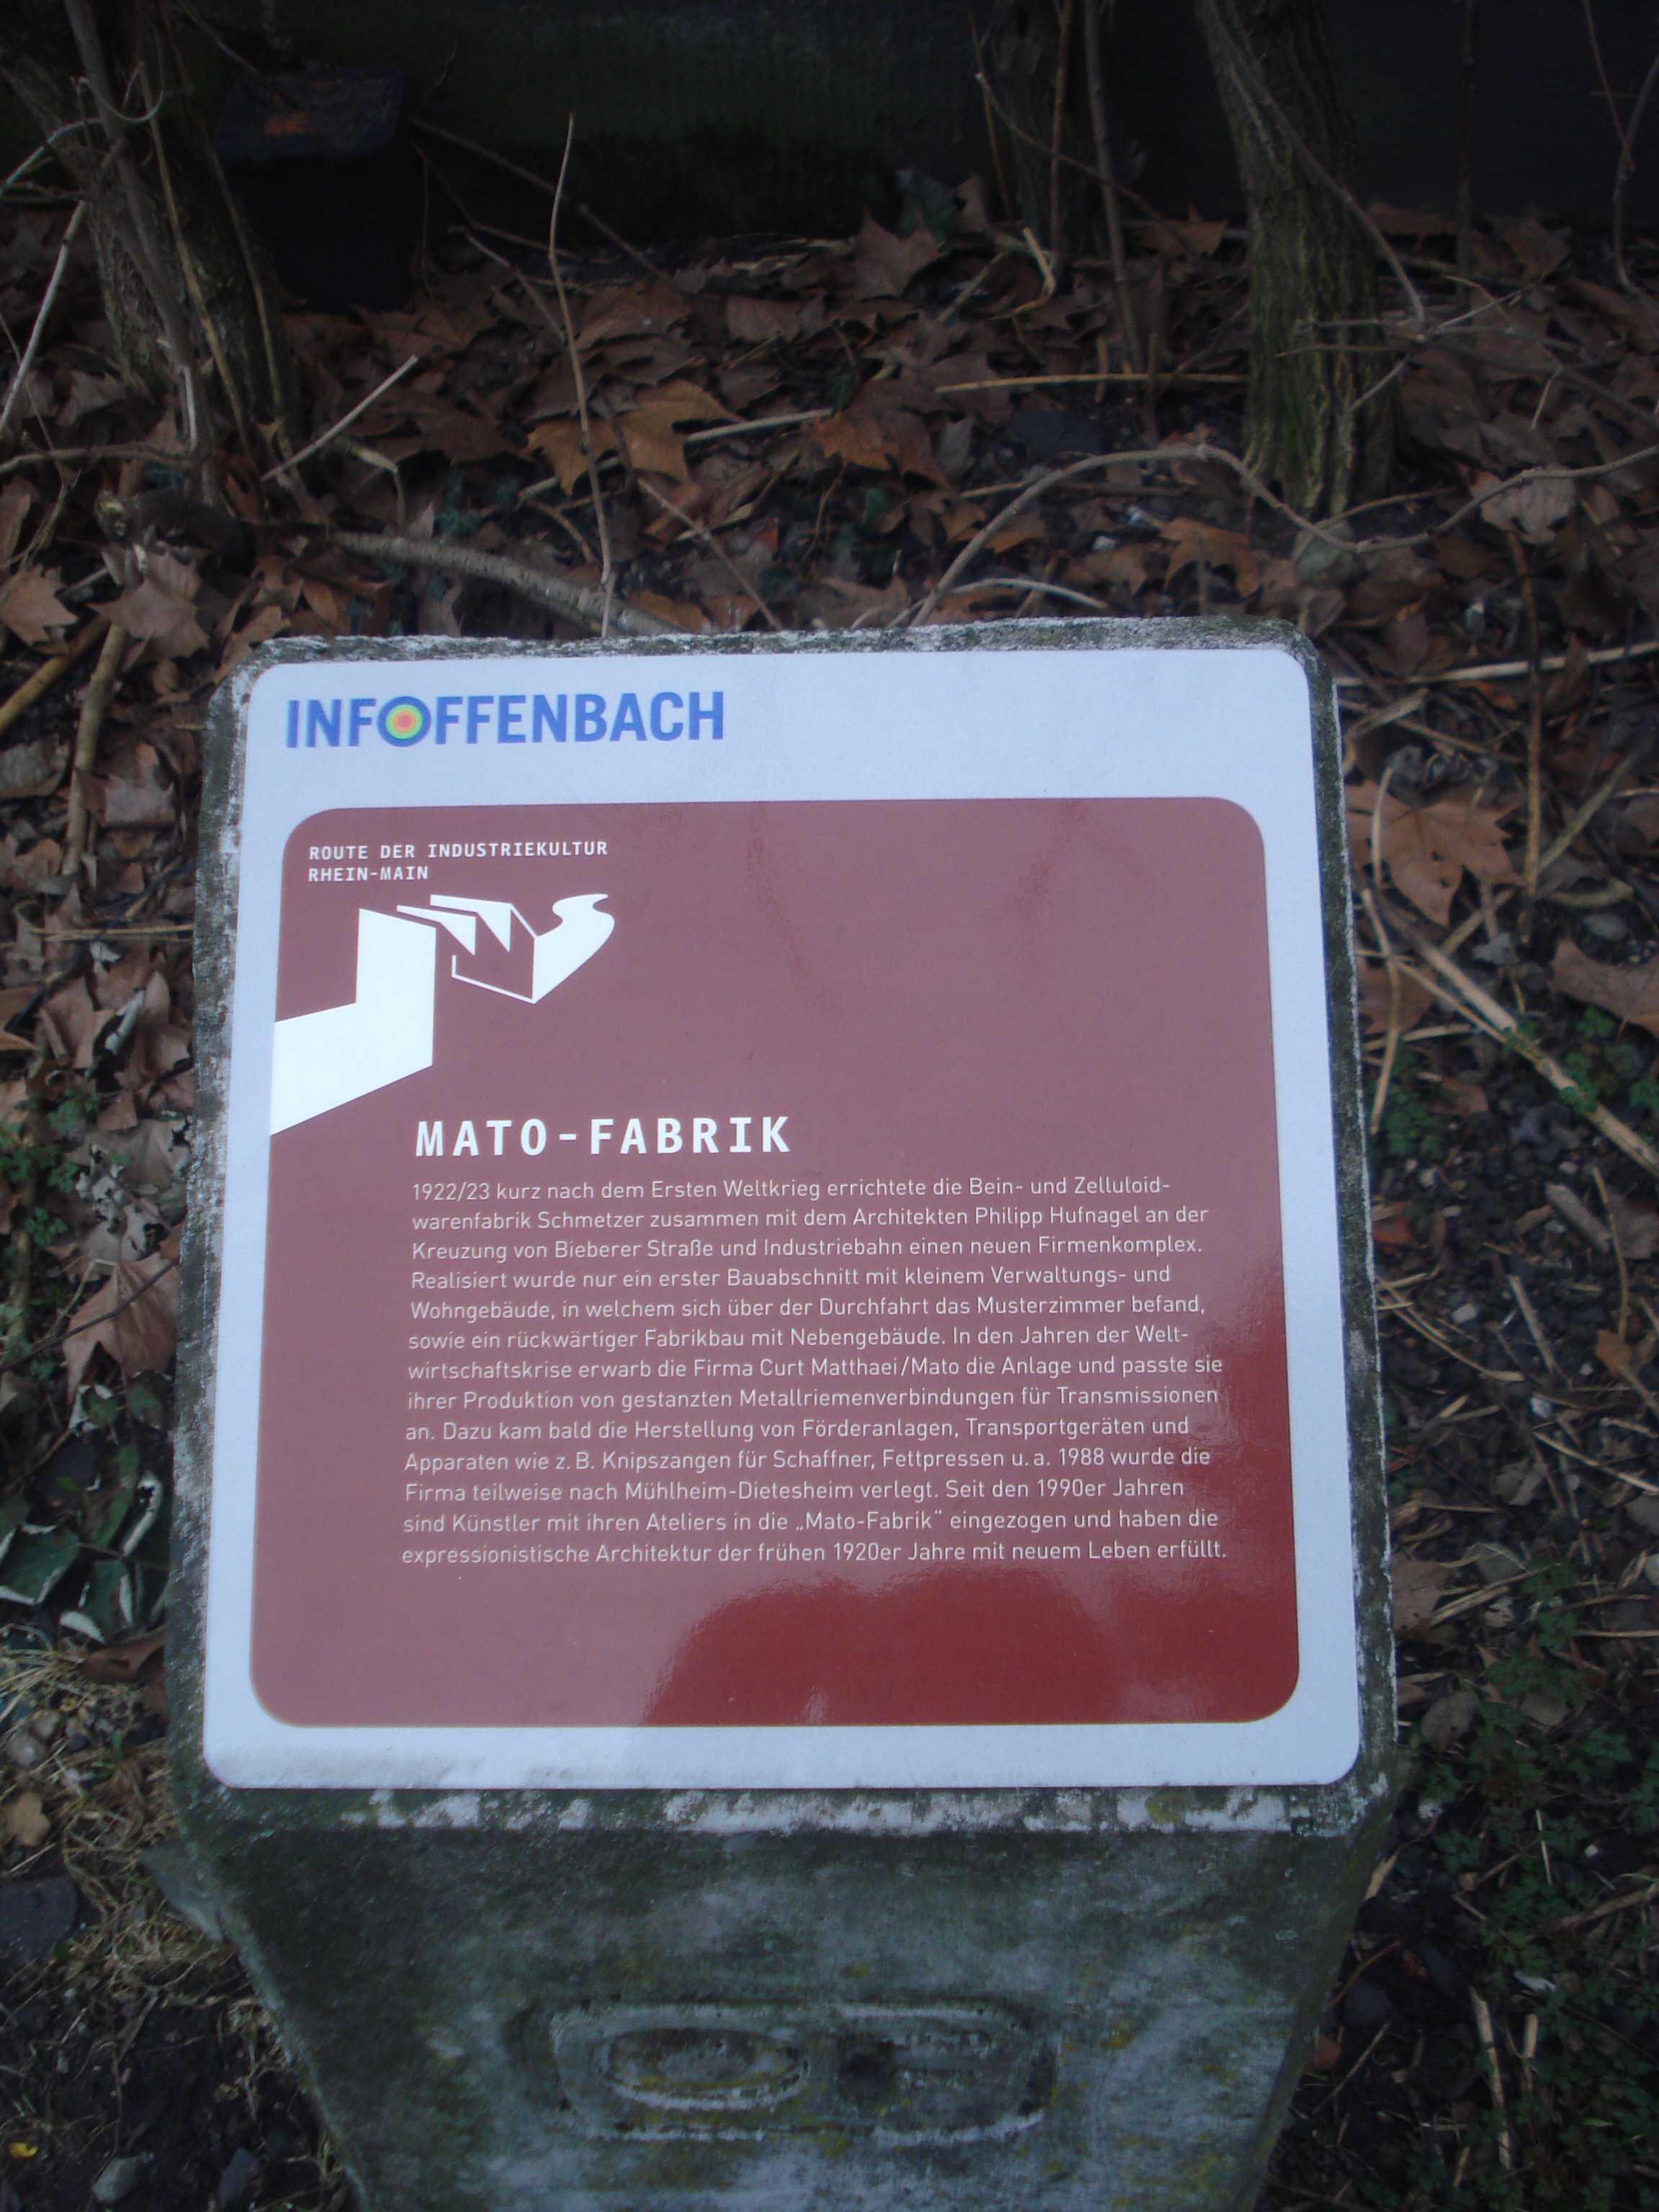 INFOFFENBACH
ROUTE DER INDUSTRIEKULTUR
RHEIN-MAIN
MATO-FABRIK
1922/23 kurz nach dem Ersten Weltkrieg errichtete die Bein- und Zelluloid-
warenfabrik Schmetzer zusammen mit dem Architekten Philipp Hufnagel an der
Kreuzung von Bieberer Straße und Industriebahn einen neuen Firmenkomplex.
Realisiert wurde nur ein erster Bauabschnitt mit kleinem Verwaltungs- und
Wohngebäude, in welchem sich über der Durchfahrt das Musterzimmer befand,
sowie ein rückwärtiger Fabrikbau mit Nebengebäude. In den Jahren der Welt-
wirtschaftskrise erwarb die Firma Curt Matthaei/Mato die Anlage und passte sie
ihrer Produktion von gestanzten Metallriemenverbindungen für Transmissionen
an. Dazu kam bald die Herstellung von Förderanlagen, Transportgeräten und
Apparaten wie z. B. Knipszangen für Schaffner, Fettpressen u. a. 1988 wurde die
Firma teilweise nach Mühlheim-Dietesheim verlegt. Seit den 1990er Jahren
sind Künstler mit ihren Ateliers in die „Mato-Fabrik“ eingezogen und haben die
expressionistische Architektur der frühen 1920er Jahre mit neuem Leben erfüllt.